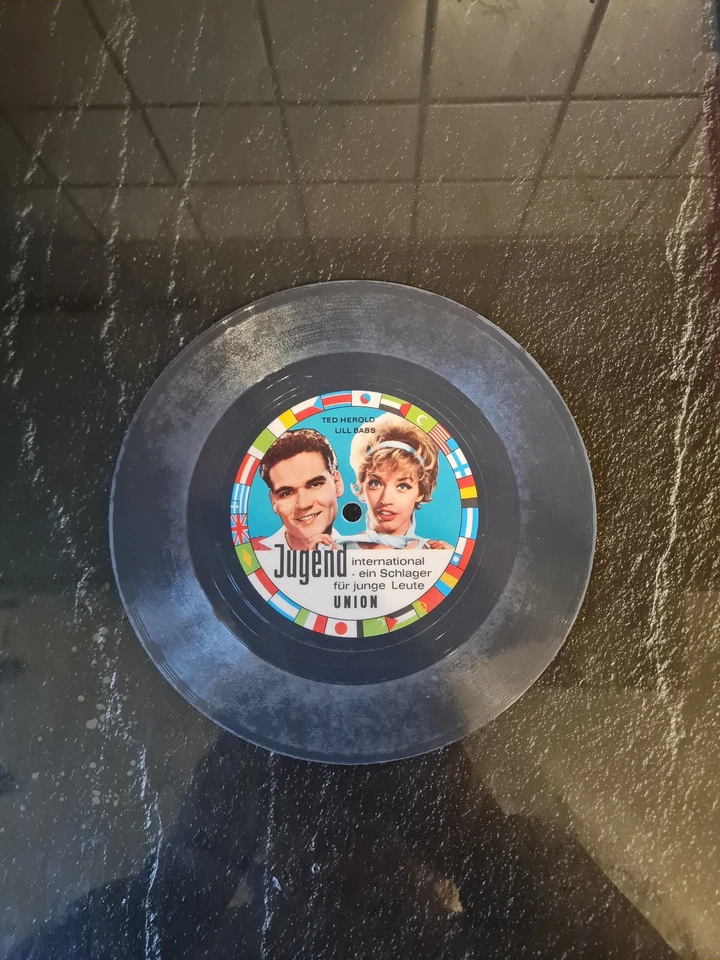 TED HEROLD
LILL BABS
Jugend international
- ein Schlager
für junge Leute
UNION